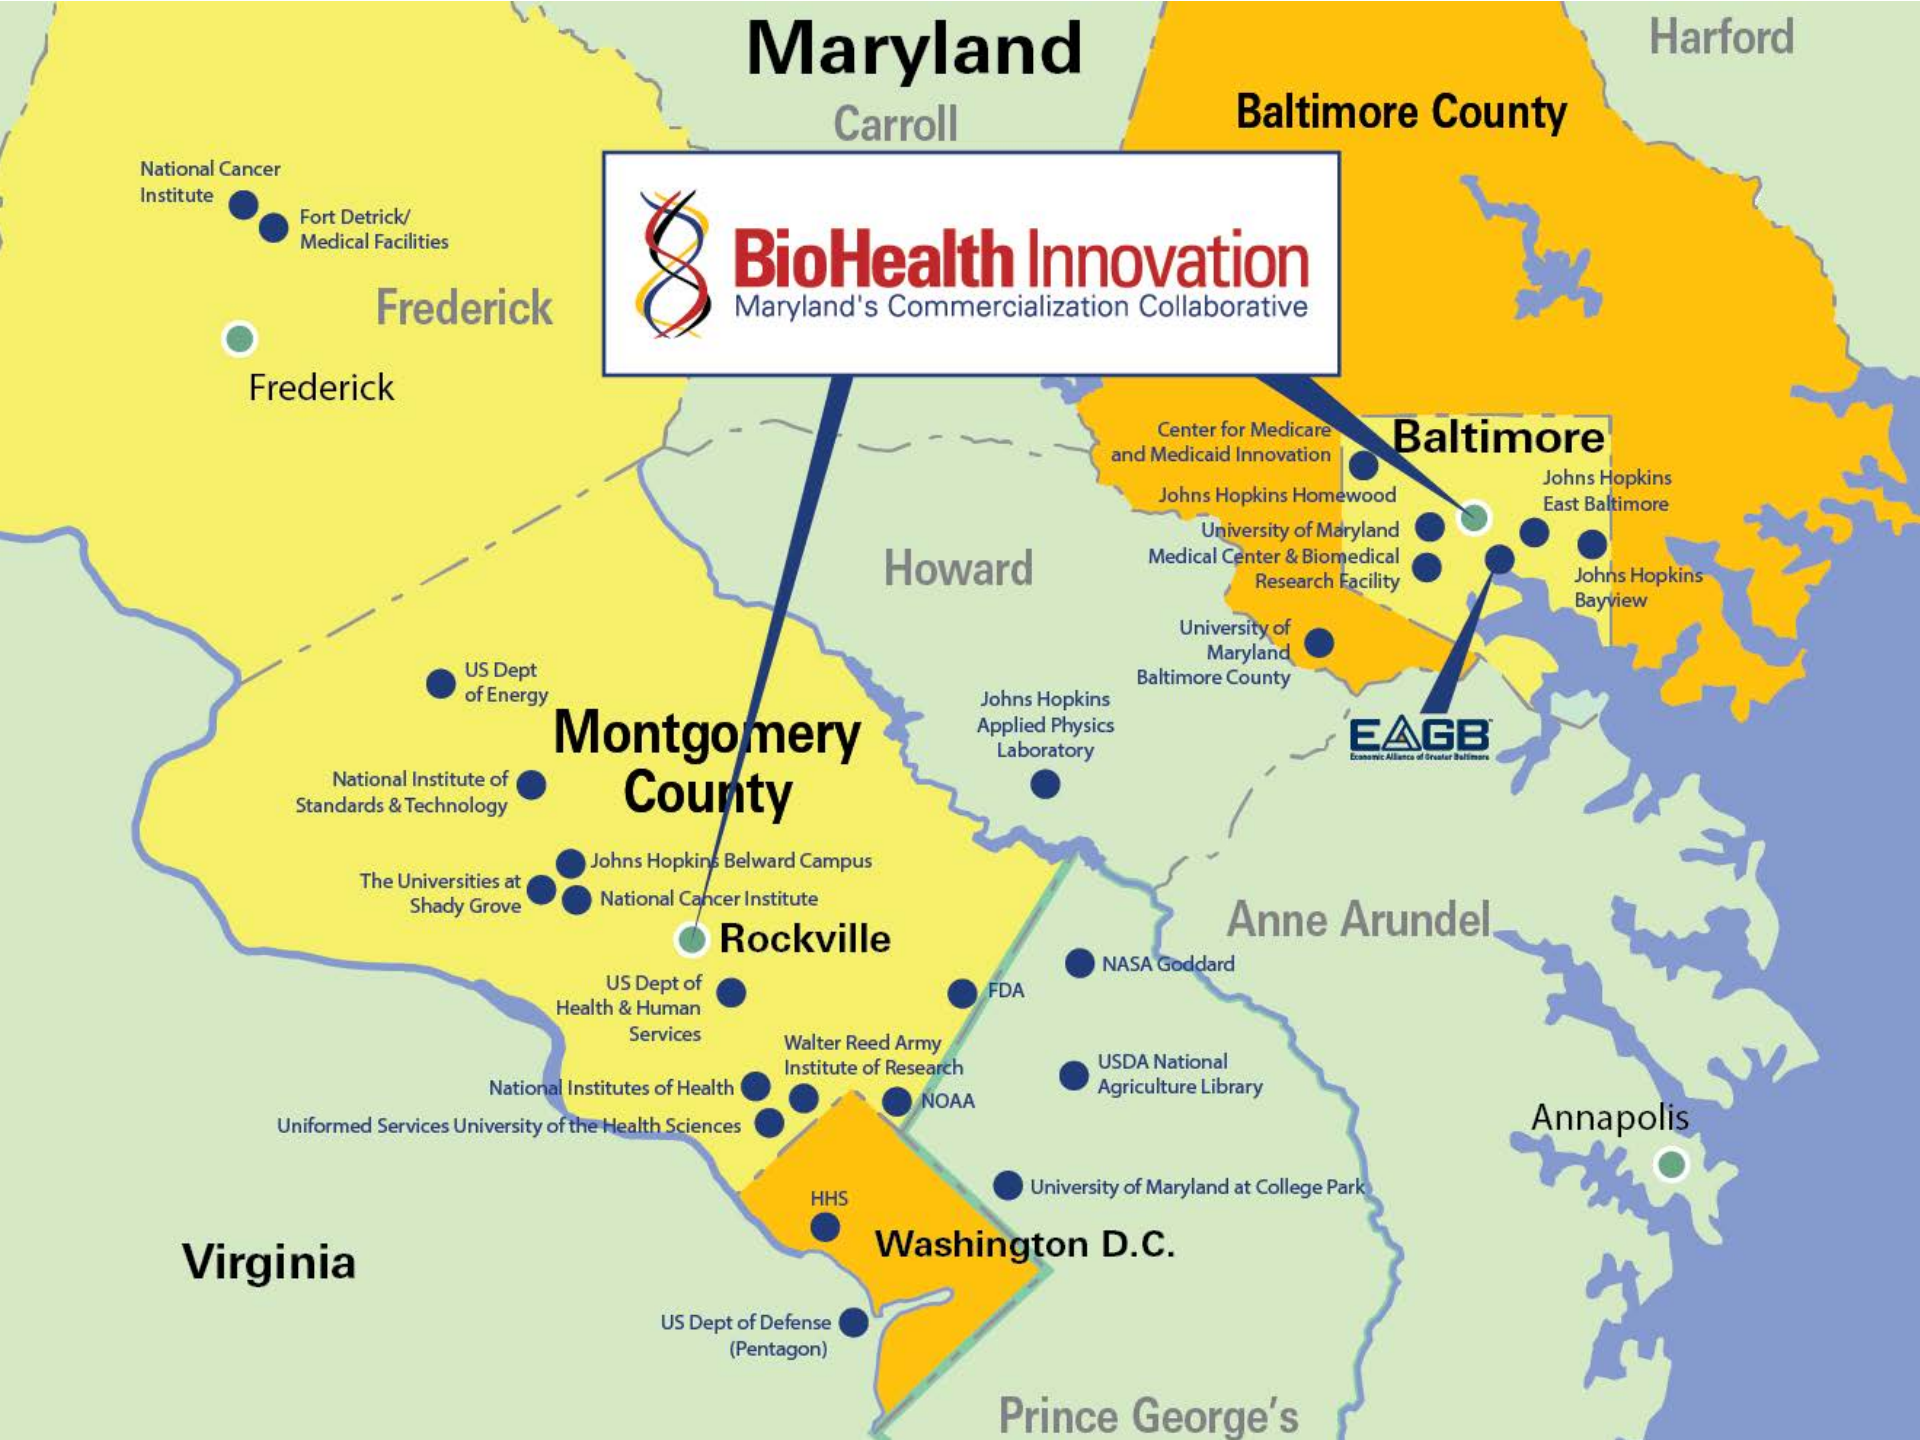 Maryland
Harford
Carroll
Baltimore County
National Cancer
Institute
Fort Detrick/
Medical Facilities
BioHealth Innovation
Maryland's Commercialization Collaborative
Frederick
Frederick
Center for Medicare
and Medicaid Innovation
Baltimore
Johns Hopkins
East Baltimore
Johns Hopkins Homewood
University of Maryland
Medical Center & Biomedical
Research Facility
Johns Hopkins
Bayview
Howard
University of
Maryland
Baltimore County
US Dept
of Energy
Montgomery
County
Johns Hopkins
Applied Physics
Laboratory
EAGB
Economic Alliance of Greater Baltimore
National Institute of
Standards & Technology
Johns Hopkins Belward Campus
The Universities at
Shady Grove
National Cancer Institute
Rockville
Anne Arundel
NASA Goddard
US Dept of
Health & Human
Services
FDA
Walter Reed Army
Institute of Research
USDA National
Agriculture Library
National Institutes of Health
NOAA
Uniformed Services University of the Health Sciences
Annapolis
University of Maryland at College Park
HHS
Washington D.C.
Virginia
US Dept of Defense
(Pentagon)
Prince George's